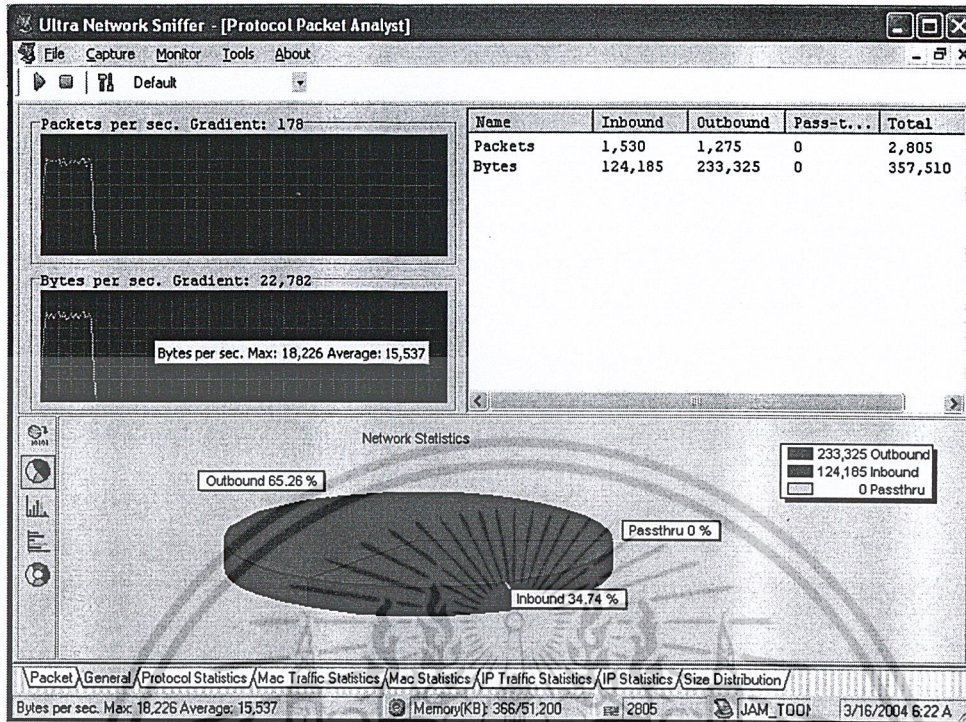 Ultra Network Sniffer - [Protocol Packet Analyst]
File Capture Monitor Tools About
Default
Packets per sec. Gradient: 178
Name Inbound Outbound Pass-t... Total
Packets 1,530 1,275 0 2,805
Bytes 124,185 233,325 0 357,510
Bytes per sec. Gradient: 22,782
Bytes per sec. Max: 18,226 Average: 15,537
Network Statistics
233,325 Outbound
124,185 Inbound
0 Passthru
Outbound 65.26 %
Passthru 0 %
Inbound 34.74 %
Packet General Protocol Statistics Mac Traffic Statistics Mac Statistics IP Traffic Statistics IP Statistics Size Distribution
Bytes per sec. Max: 18,226 Average: 15,537 Memory(KB): 366/51,200 2805 3/16/2004 6:22 A